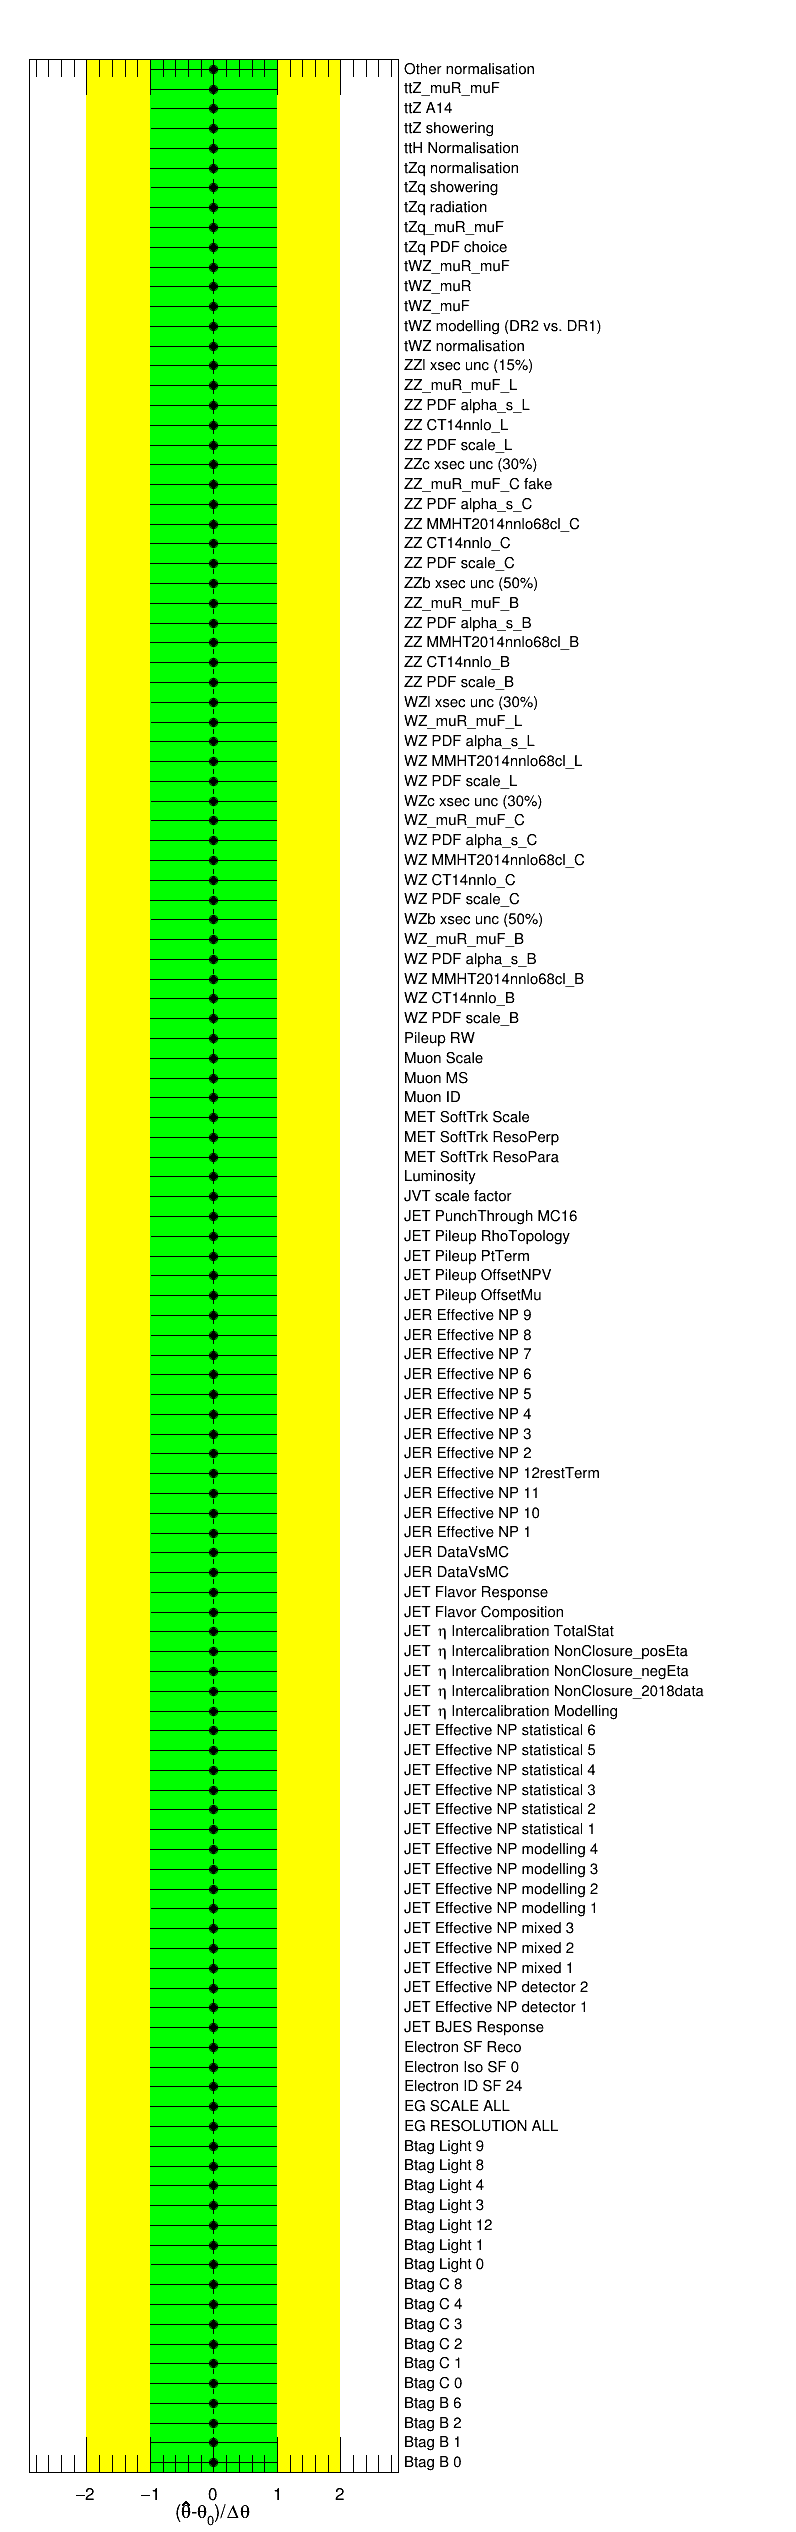 Other normalisation
ttZ_muR_muF
ttZ A14
ttZ showering
ttH Normalisation
tZq normalisation
tZq showering
tZq radiation
tZq_muR_muF
tZq PDF choice
tWZ_muR_muF
tWZ_muR
tWZ_muF
tWZ modelling (DR2 vs. DR1)
tWZ normalisation
ZZl xsec unc (15%)
ZZ_muR_muF_L
ZZ PDF alpha_s_L
ZZ CT14nnlo_L
ZZ PDF scale_L
ZZc xsec unc (30%)
ZZ_muR_muF_C fake
ZZ PDF alpha_s_C
ZZ MMHT2014nnlo68cl_C
ZZ CT14nnlo_C
ZZ PDF scale_C
ZZb xsec unc (50%)
ZZ_muR_muF_B
ZZ PDF alpha_s_B
ZZ MMHT2014nnlo68cl_B
ZZ CT14nnlo_B
ZZ PDF scale_B
WZl xsec unc (30%)
WZ_muR_muF_L
WZ PDF alpha_s_L
WZ MMHT2014nnlo68cl_L
WZ PDF scale_L
WZc xsec unc (30%)
WZ_muR_muF_C
WZ PDF alpha_s_C
WZ MMHT2014nnlo68cl_C
WZ CT14nnlo_C
WZ PDF scale_C
WZb xsec unc (50%)
WZ_muR_muF_B
WZ PDF alpha_s_B
WZ MMHT2014nnlo68cl_B
WZ CT14nnlo_B
WZ PDF scale_B
Pileup RW
Muon Scale
Muon MS
Muon ID
MET SoftTrk Scale
MET SoftTrk ResoPerp
MET SoftTrk ResoPara
Luminosity
JVT scale factor
JET PunchThrough MC16
JET Pileup RhoTopology
JET Pileup PtTerm
JET Pileup OffsetNPV
JET Pileup OffsetMu
JER Effective NP 9
JER Effective NP 8
JER Effective NP 7
JER Effective NP 6
JER Effective NP 5
JER Effective NP 4
JER Effective NP 3
JER Effective NP 2
JER Effective NP 12restTerm
JER Effective NP 11
JER Effective NP 10
JER Effective NP 1
JER DataVsMC
JER DataVsMC
JET Flavor Response
JET Flavor Composition
JET η Intercalibration TotalStat
JET η Intercalibration NonClosure_posEta
JET η Intercalibration NonClosure_negEta
JET η Intercalibration NonClosure_2018data
JET η Intercalibration Modelling
JET Effective NP statistical 6
JET Effective NP statistical 5
JET Effective NP statistical 4
JET Effective NP statistical 3
JET Effective NP statistical 2
JET Effective NP statistical 1
JET Effective NP modelling 4
JET Effective NP modelling 3
JET Effective NP modelling 2
JET Effective NP modelling 1
JET Effective NP mixed 3
JET Effective NP mixed 2
JET Effective NP mixed 1
JET Effective NP detector 2
JET Effective NP detector 1
JET BJES Response
Electron SF Reco
Electron Iso SF 0
Electron ID SF 24
EG SCALE ALL
EG RESOLUTION ALL
Btag Light 9
Btag Light 8
Btag Light 4
Btag Light 3
Btag Light 12
Btag Light 1
Btag Light 0
Btag C 8
Btag C 4
Btag C 3
Btag C 2
Btag C 1
Btag C 0
Btag B 6
Btag B 2
Btag B 1
Btag B 0
−2 −1 0 1 2
(θ̂-θ₀)/Δθ